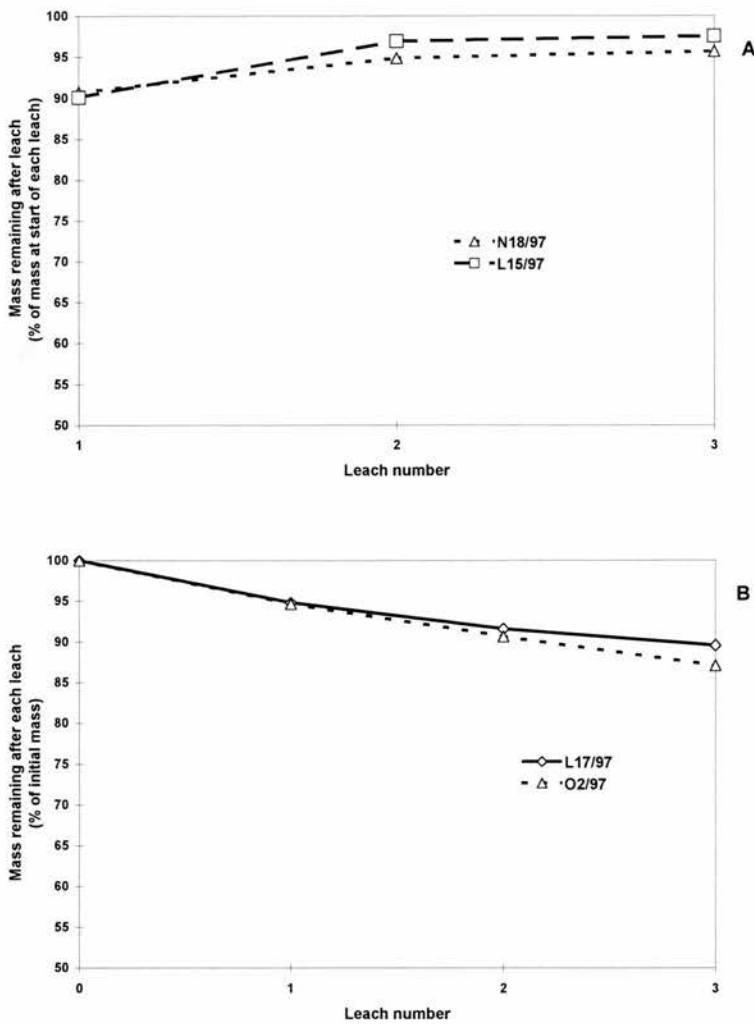 100
95
90
85
80
75
70
65
60
55
50
Mass remaining after leach
(% of mass at start of each leach)
A
N18/97
L15/97
1
2
3
Leach number
100
95
90
85
80
75
70
65
60
55
50
Mass remaining after each leach
(% of initial mass)
B
L17/97
O2/97
0
1
2
3
Leach number